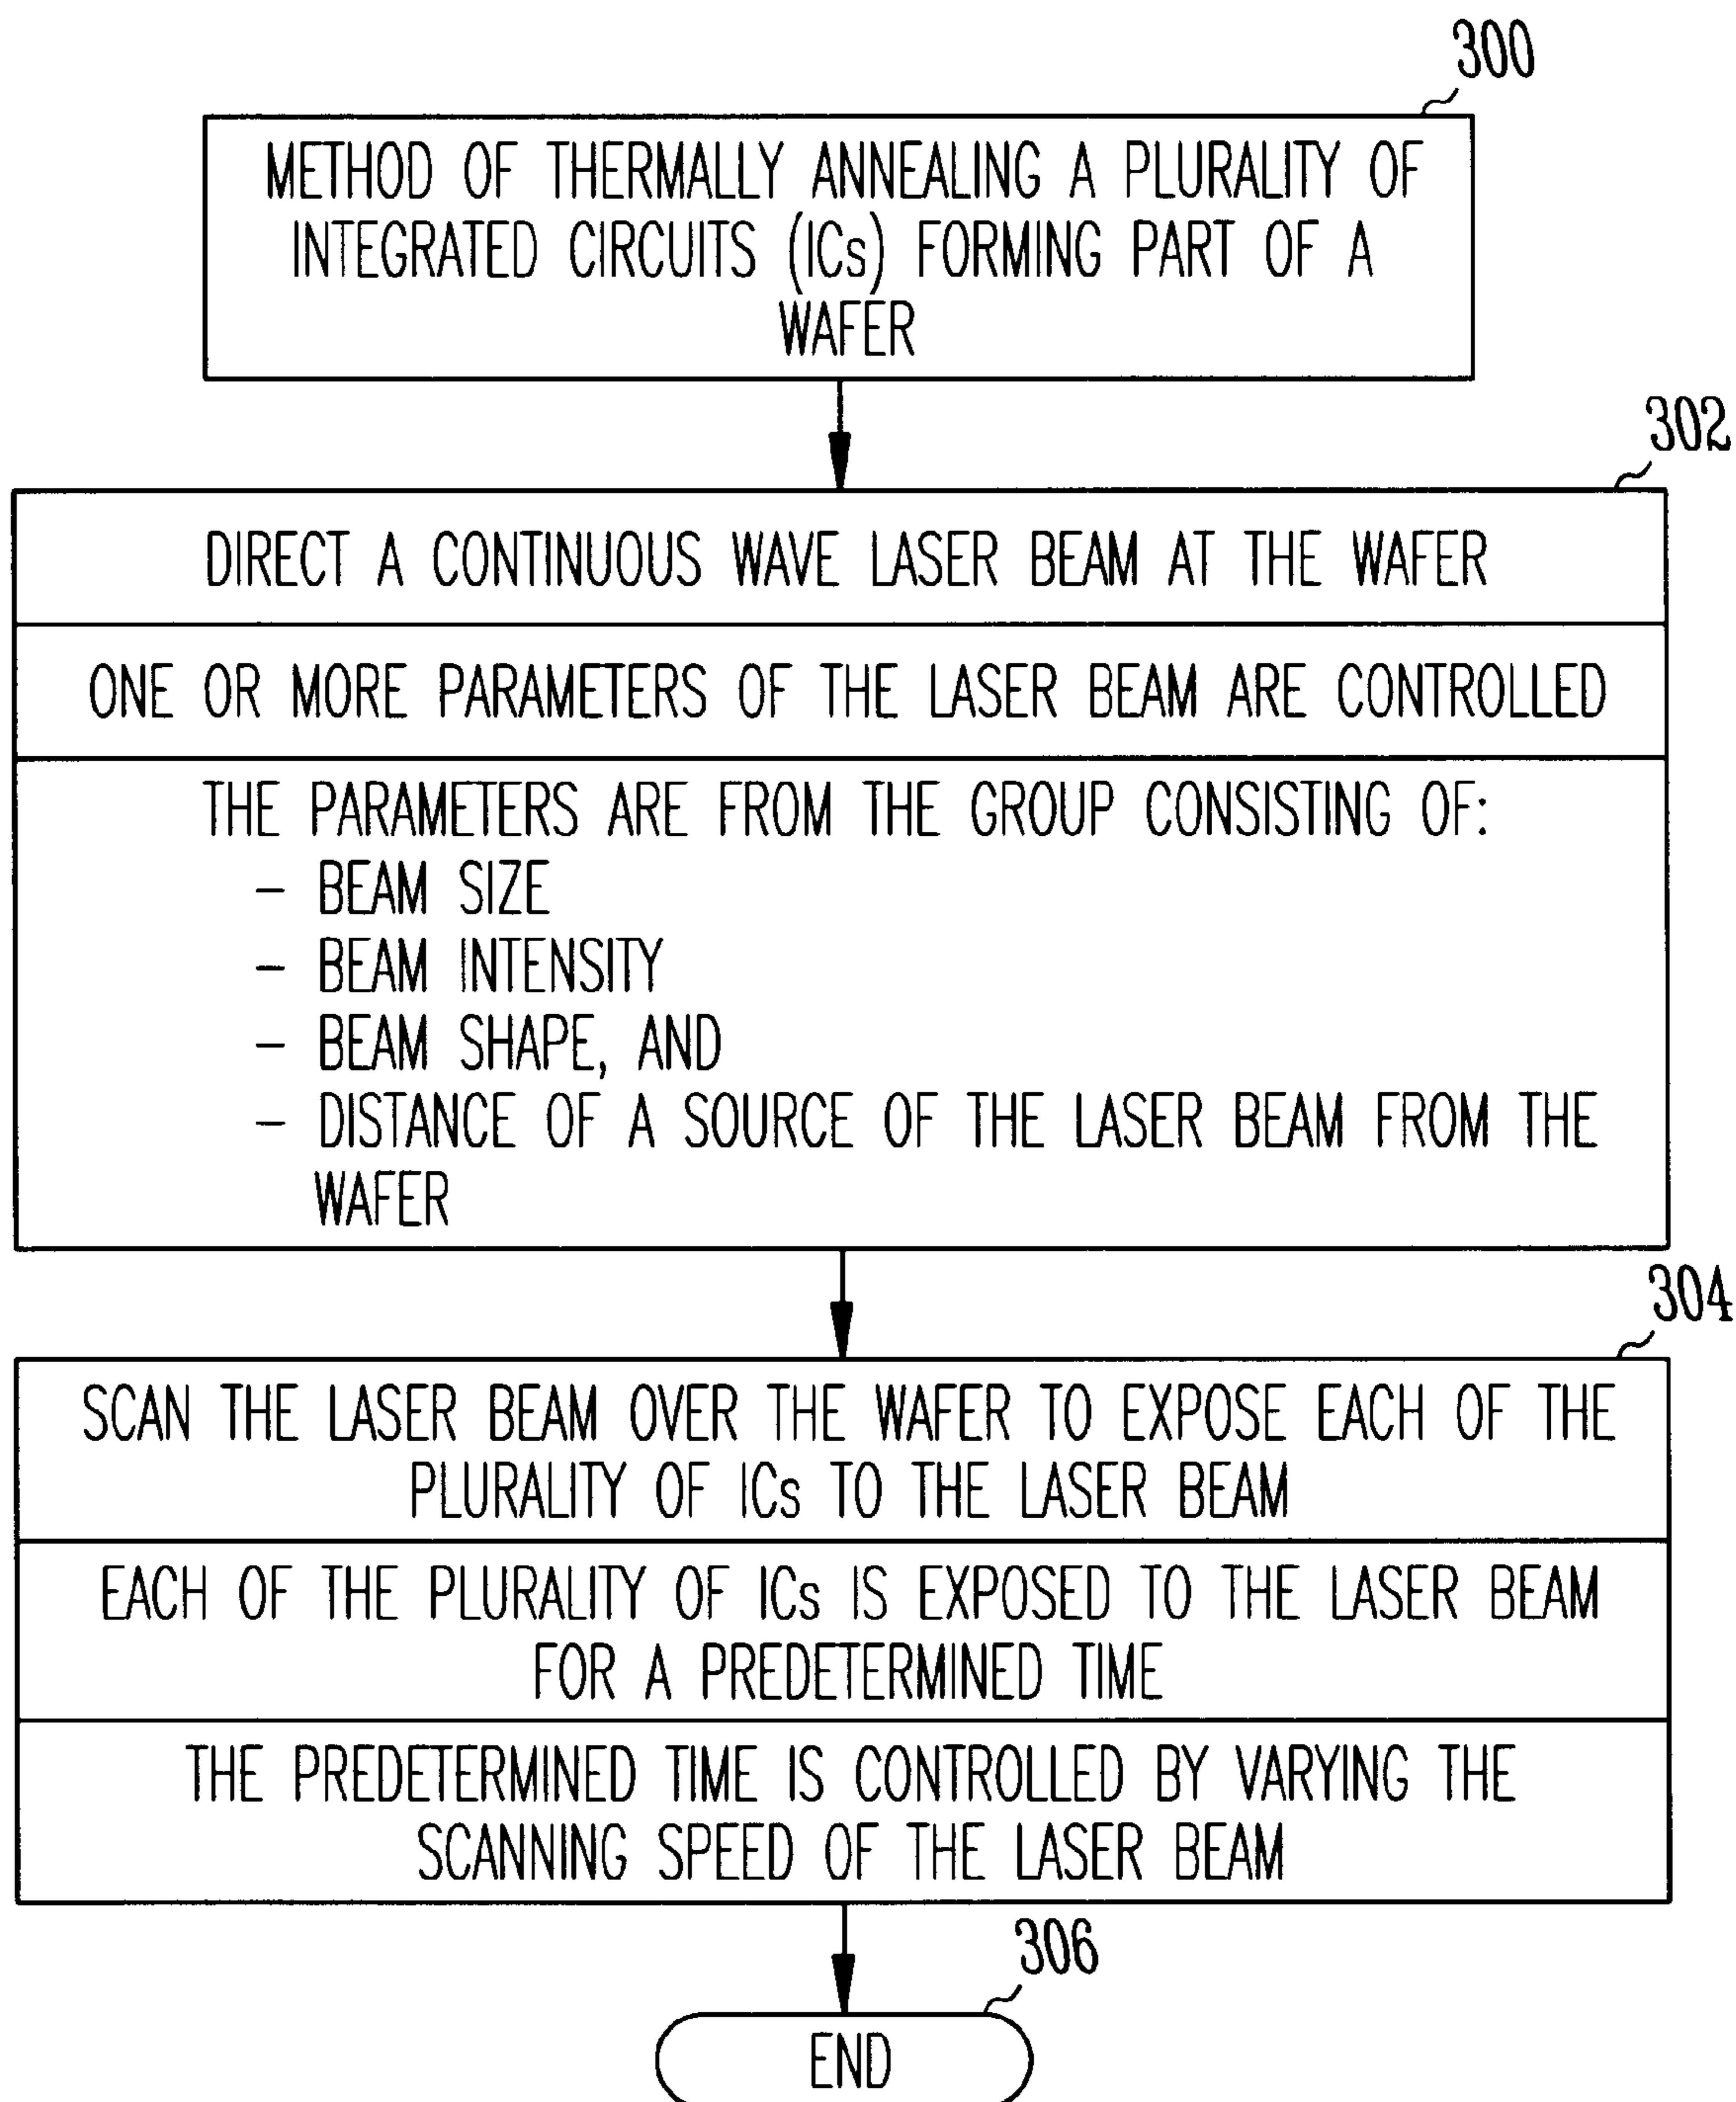 300
METHOD OF THERMALLY ANNEALING A PLURALITY OF
INTEGRATED CIRCUITS (ICs) FORMING PART OF A
WAFER
302
DIRECT A CONTINUOUS WAVE LASER BEAM AT THE WAFER
ONE OR MORE PARAMETERS OF THE LASER BEAM ARE CONTROLLED
THE PARAMETERS ARE FROM THE GROUP CONSISTING OF:
- BEAM SIZE
- BEAM INTENSITY
- BEAM SHAPE, AND
- DISTANCE OF A SOURCE OF THE LASER BEAM FROM THE
WAFER
304
SCAN THE LASER BEAM OVER THE WAFER TO EXPOSE EACH OF THE
PLURALITY OF ICs TO THE LASER BEAM
EACH OF THE PLURALITY OF ICs IS EXPOSED TO THE LASER BEAM
FOR A PREDETERMINED TIME
THE PREDETERMINED TIME IS CONTROLLED BY VARYING THE
SCANNING SPEED OF THE LASER BEAM
306
END